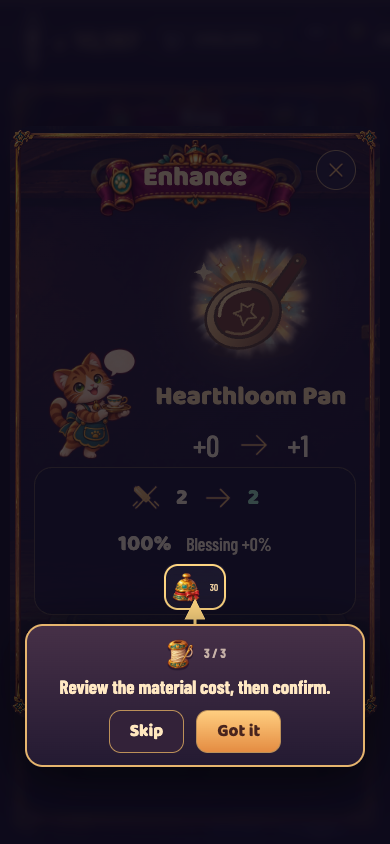 Enhance
Hearthloom Pan
+0 → +1
2 → 2
100% Blessing +0%
30
3 / 3
Review the material cost, then confirm.
Skip Got it